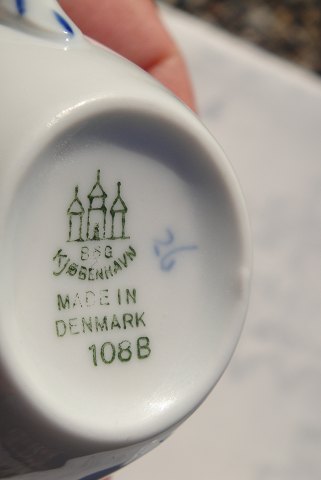 B&G
KJØBENHAVN
MADE IN
DENMARK
108B
26